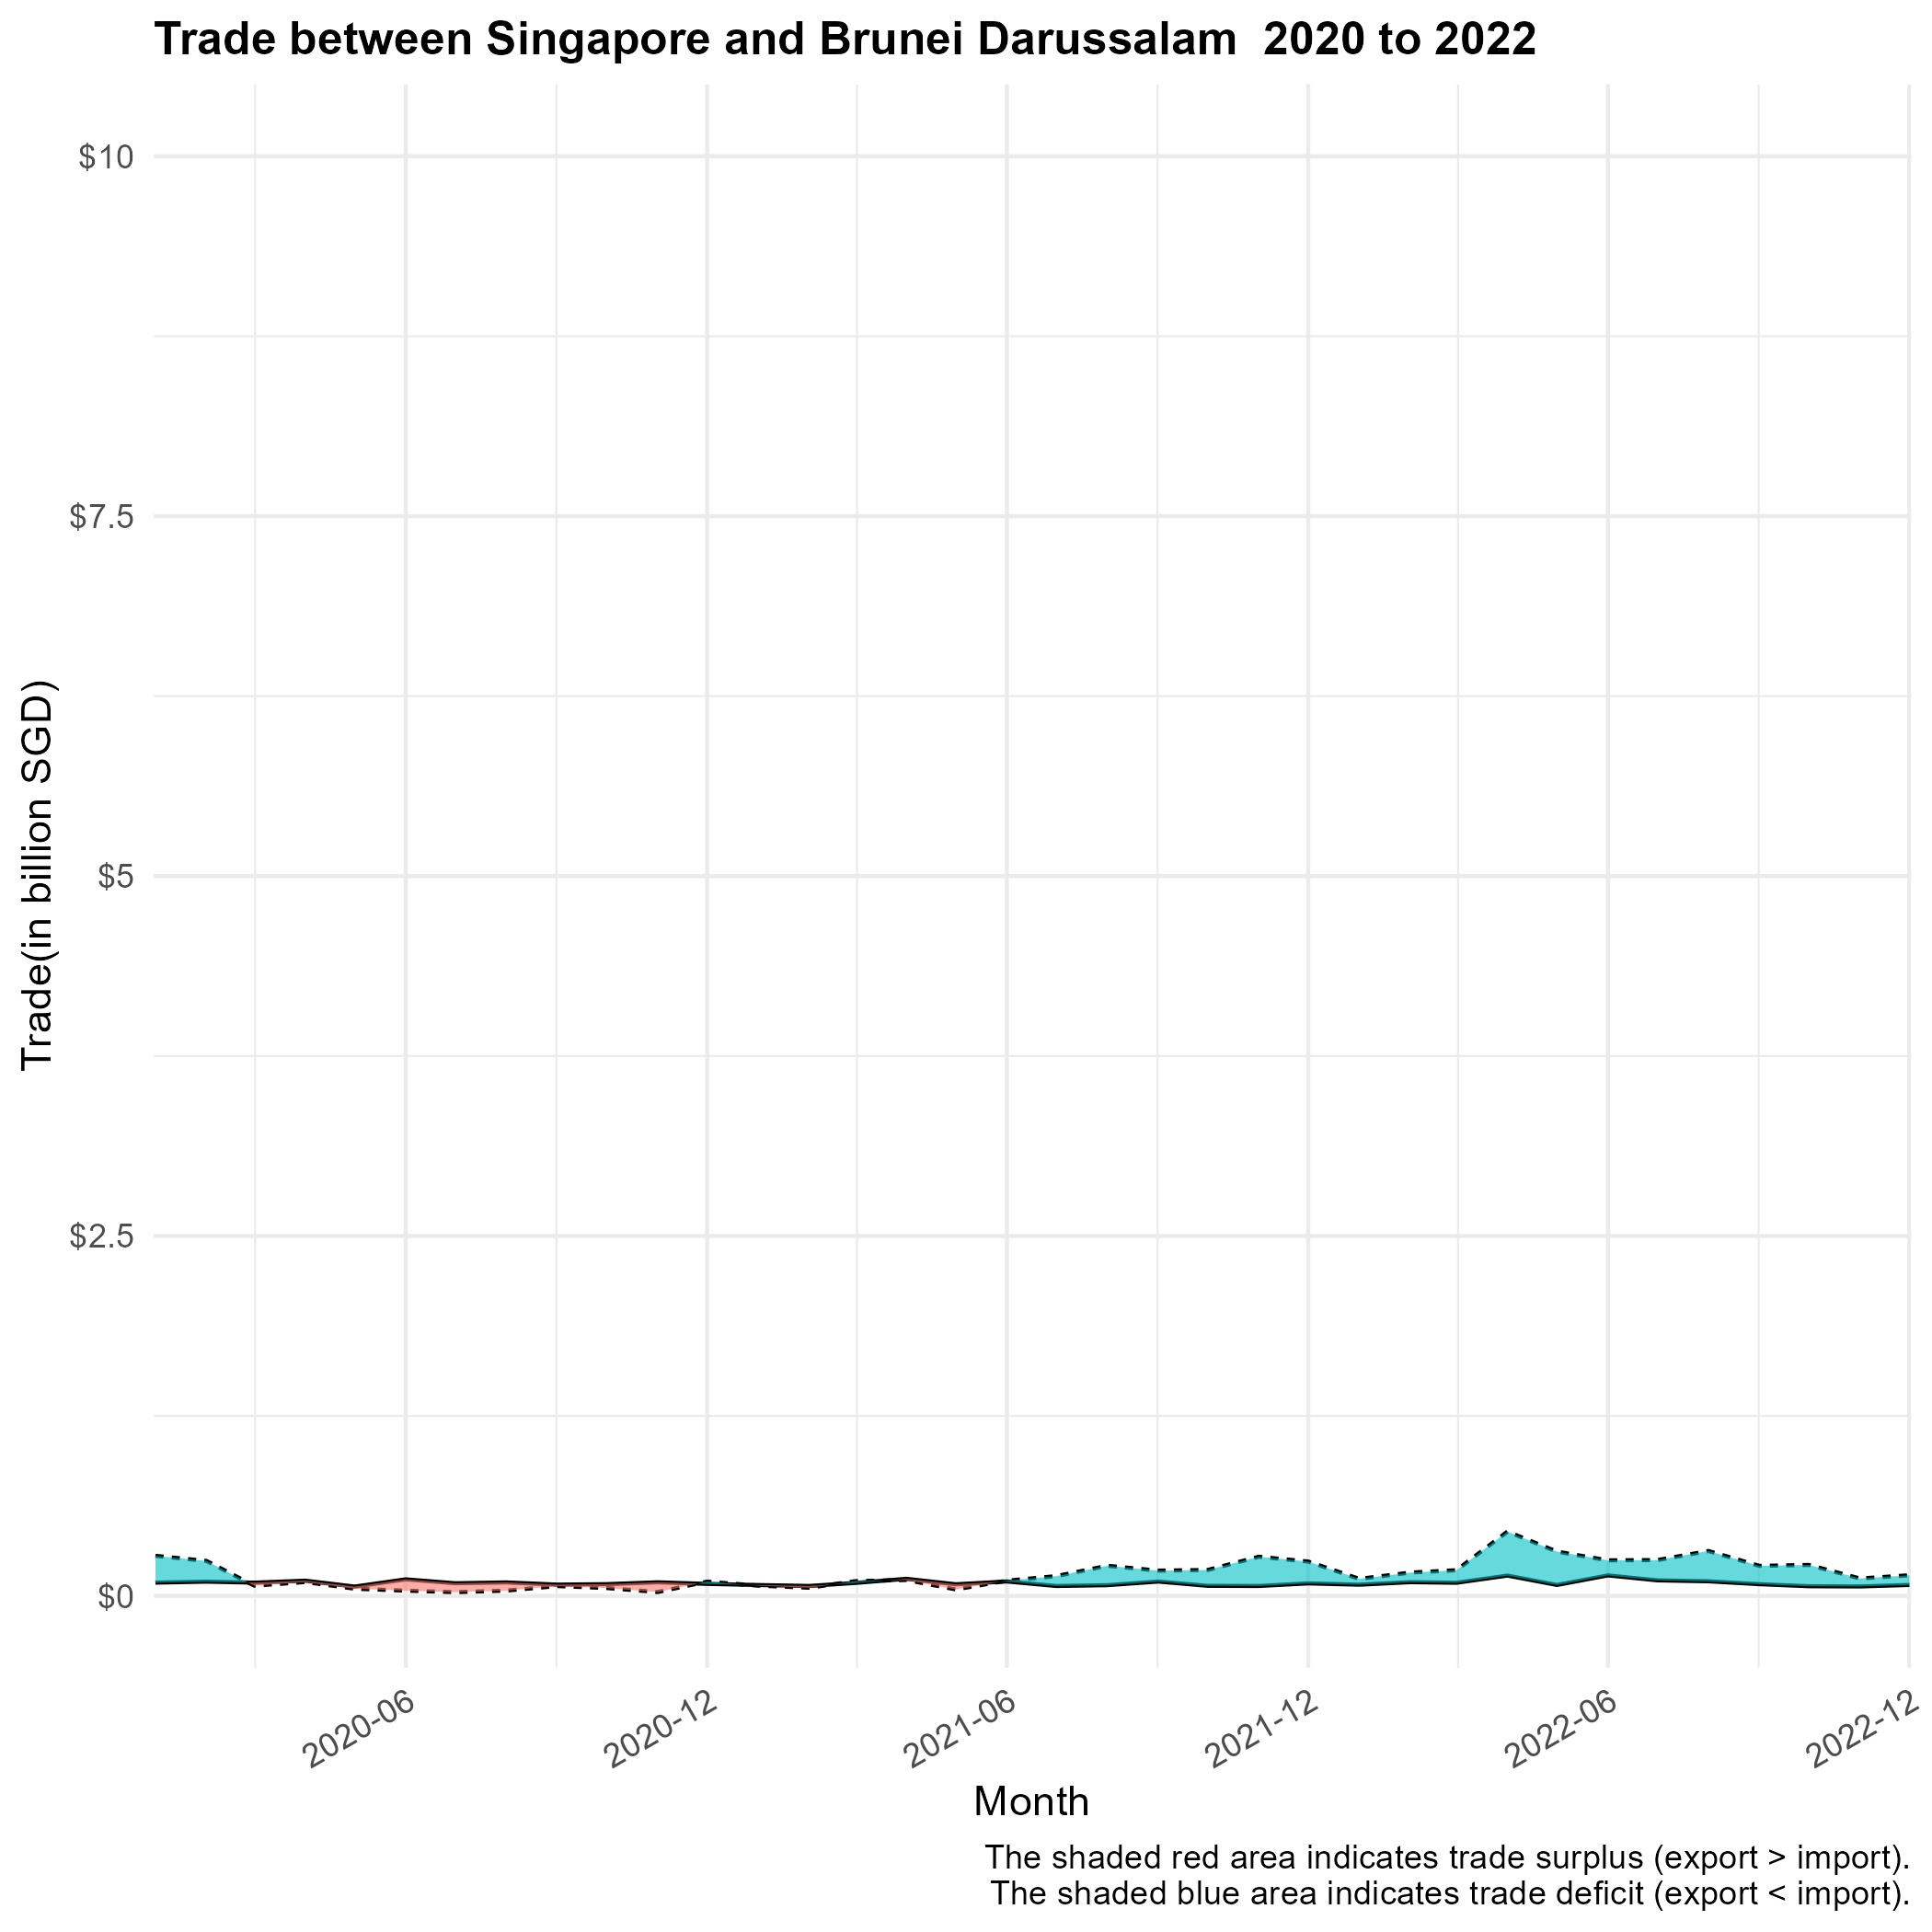 Trade between Singapore and Brunei Darussalam  2020 to 2022
$10
$7.5
$5
$2.5
$0
Trade(in billion SGD)
2020-06
2020-12
2021-06
2021-12
2022-06
2022-12
Month
The shaded red area indicates trade surplus (export > import).
The shaded blue area indicates trade deficit (export < import).